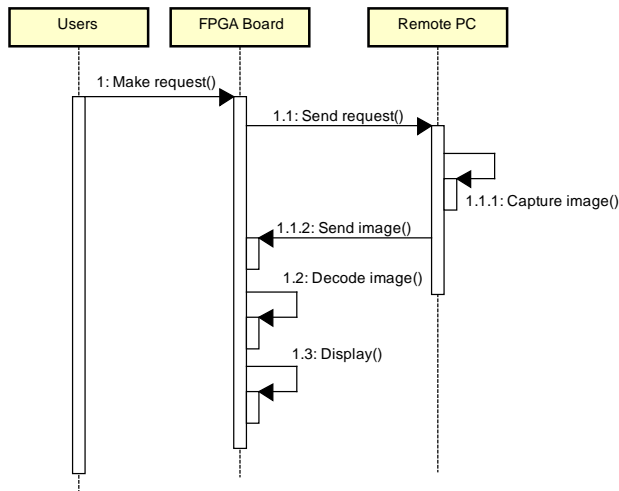 Users
FPGA Board
Remote PC
1: Make request()
1.1: Send request()
1.1.1: Capture image()
1.1.2: Send image()
1.2: Decode image()
1.3: Display()